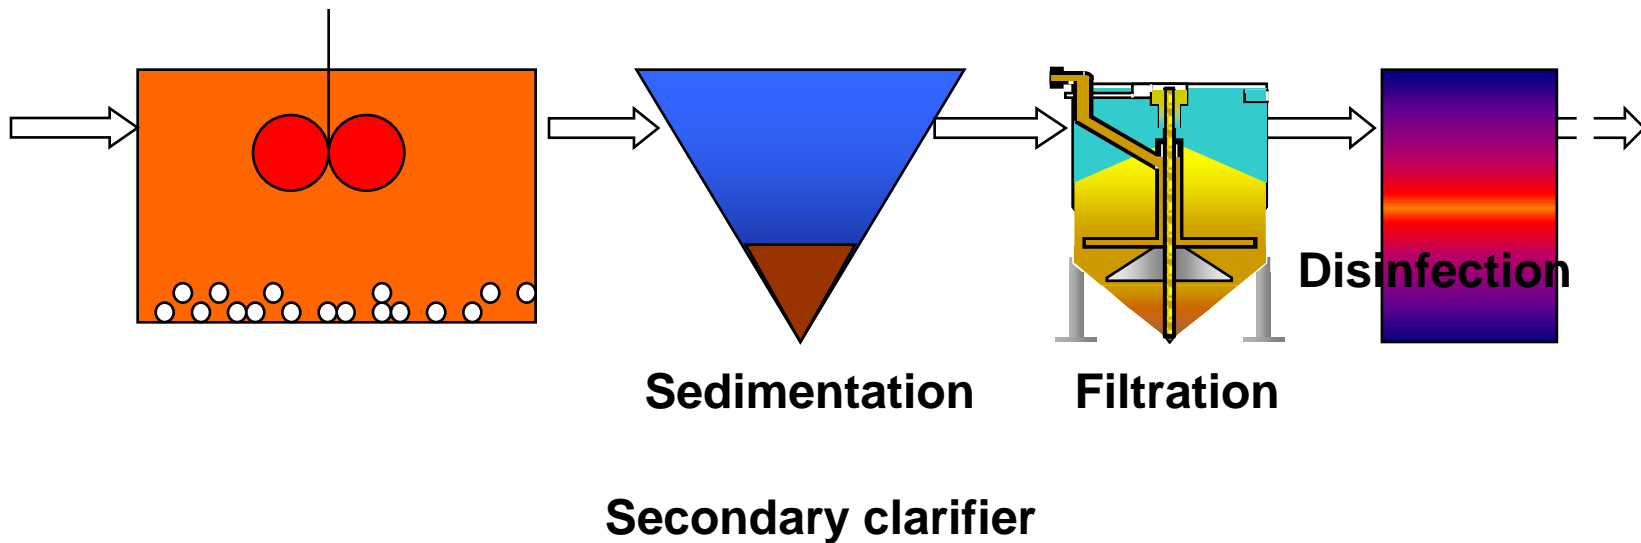 Disinfection
Sedimentation
Filtration
Secondary clarifier